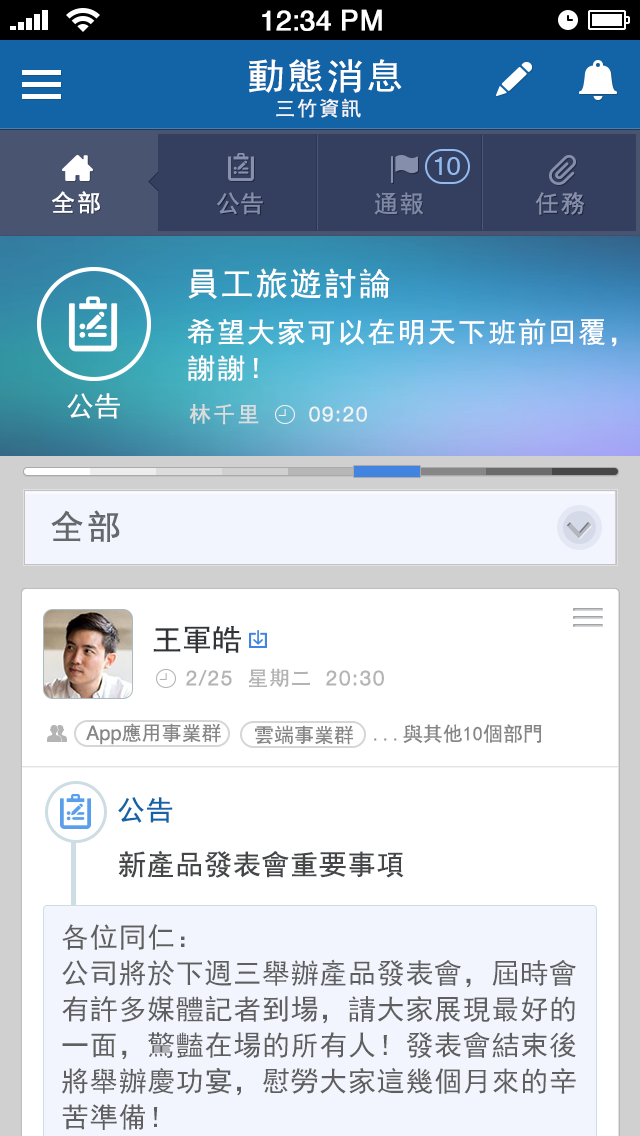 12:34 PM
動態消息
三竹資訊
全部
公告
通報
10
任務
員工旅遊討論
希望大家可以在明天下班前回覆，
謝謝！
公告
林千里 09:20
全部
王軍皓
2/25 星期二 20:30
App應用事業群 雲端事業群 ...與其他10個部門
公告
新產品發表會重要事項
各位同仁：
公司將於下週三舉辦產品發表會，屆時會
有許多媒體記者到場，請大家展現最好的
一面，驚豔在場的所有人！發表會結束後
將舉辦慶功宴，慰勞大家這幾個月來的辛
苦準備！